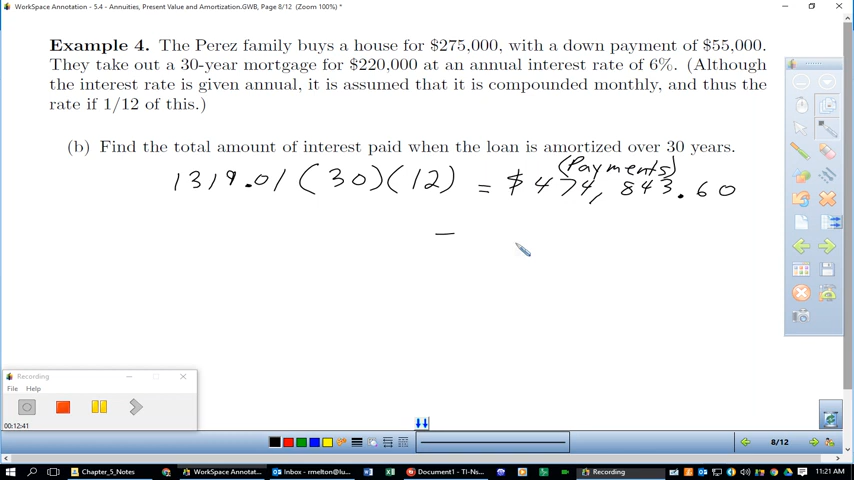 WorkSpace Annotation - 5.4 - Annuities, Present Value and Amortization.GWB, Page 8/12 (Zoom 100%) *
Example 4. The Perez family buys a house for $275,000, with a down payment of $55,000.
They take out a 30-year mortgage for $220,000 at an annual interest rate of 6%. (Although
the interest rate is given annual, it is assumed that it is compounded monthly, and thus the
rate if 1/12 of this.)
(b) Find the total amount of interest paid when the loan is amortized over 30 years.
(Payments)
1319.01 (30)(12) = $474,843.60
−
Recording
File Help
00:12:41
8/12
Chapter_5_Notes
WorkSpace Annotat...
Inbox - rmelton@lu...
Document1 - TI-Ns...
Recording
11:21 AM